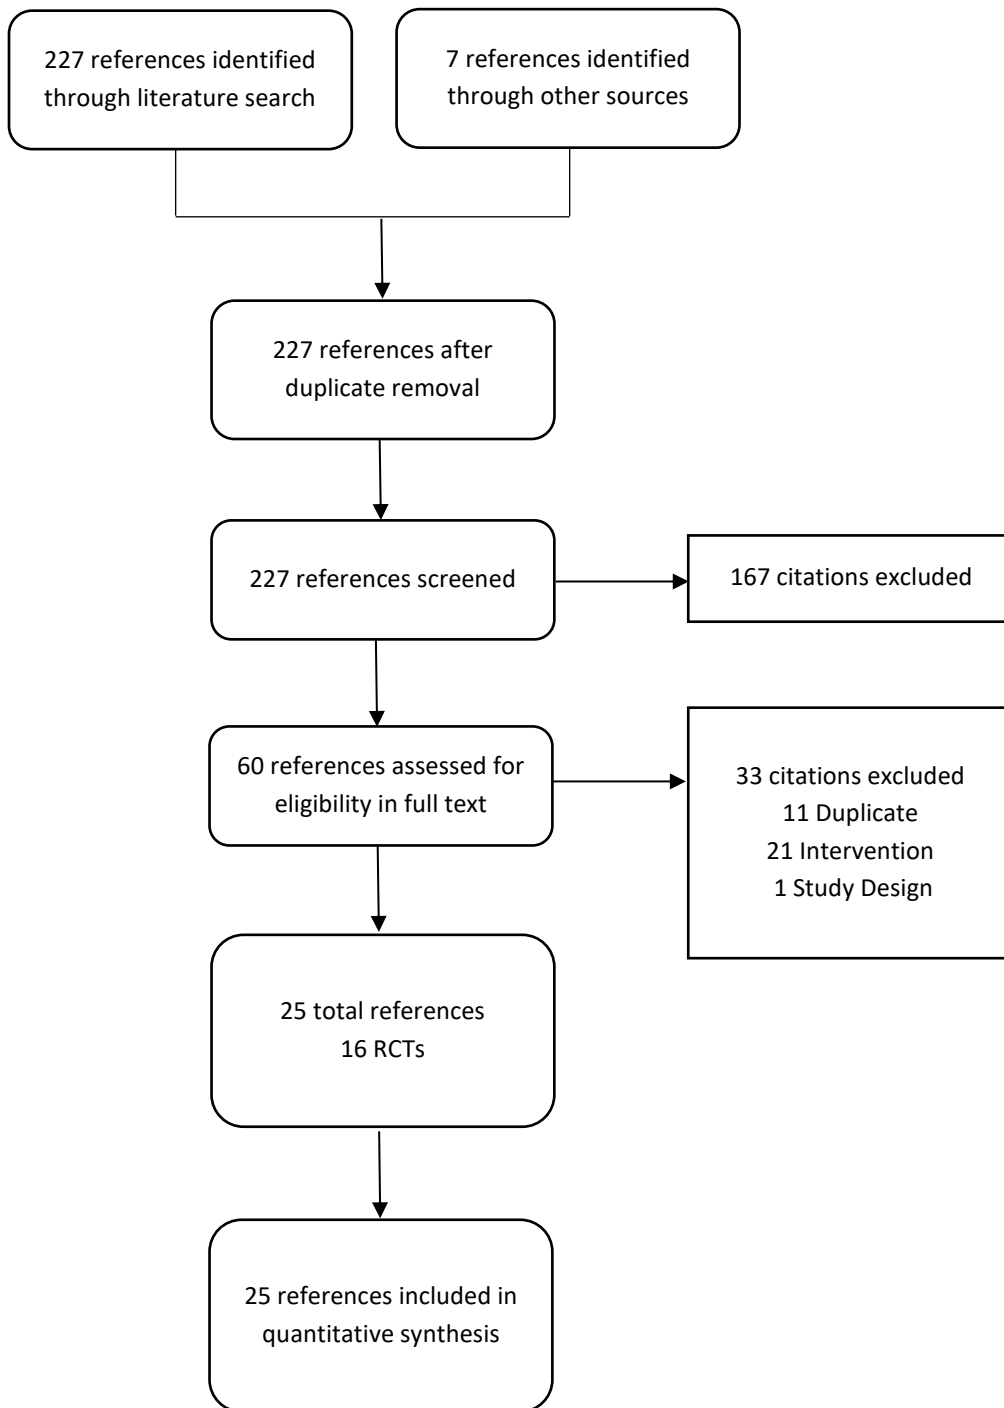 227 references identified
through literature search
7 references identified
through other sources
227 references after
duplicate removal
227 references screened
167 citations excluded
60 references assessed for
eligibility in full text
33 citations excluded
11 Duplicate
21 Intervention
1 Study Design
25 total references
16 RCTs
25 references included in
quantitative synthesis